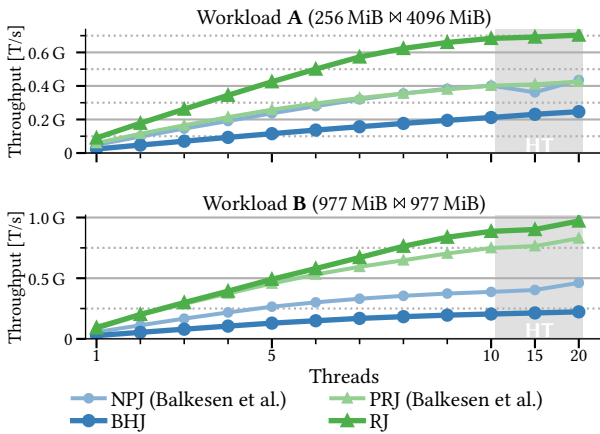 Workload A (256 MiB ⋈ 4096 MiB)
Throughput [T/s]
0.6 G
0.4 G
0.2 G
0
HT
Workload B (977 MiB ⋈ 977 MiB)
Throughput [T/s]
1.0 G
0.5 G
0
HT
1 5 10 15 20
Threads
NPJ (Balkesen et al.) PRJ (Balkesen et al.)
BHJ RJ